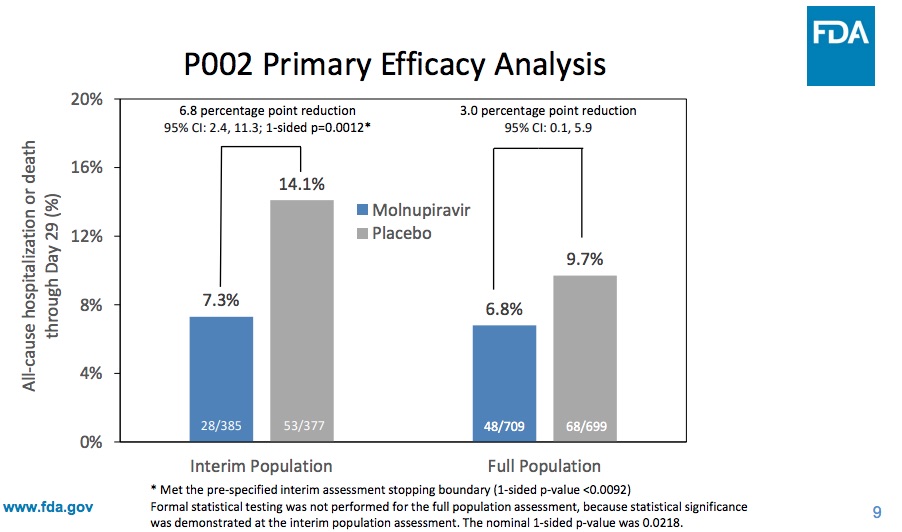 FDA
P002 Primary Efficacy Analysis
20%
16%
12%
8%
4%
0%
All-cause hospitalization or death
through Day 29 (%)
6.8 percentage point reduction
95% CI: 2.4, 11.3; 1-sided p=0.0012*
3.0 percentage point reduction
95% CI: 0.1, 5.9
14.1%
7.3%
Molnupiravir
Placebo
9.7%
6.8%
28/385
53/377
48/709
68/699
Interim Population
Full Population
* Met the pre-specified interim assessment stopping boundary (1-sided p-value <0.0092)
Formal statistical testing was not performed for the full population assessment, because statistical significance
was demonstrated at the interim population assessment. The nominal 1-sided p-value was 0.0218.
www.fda.gov
9